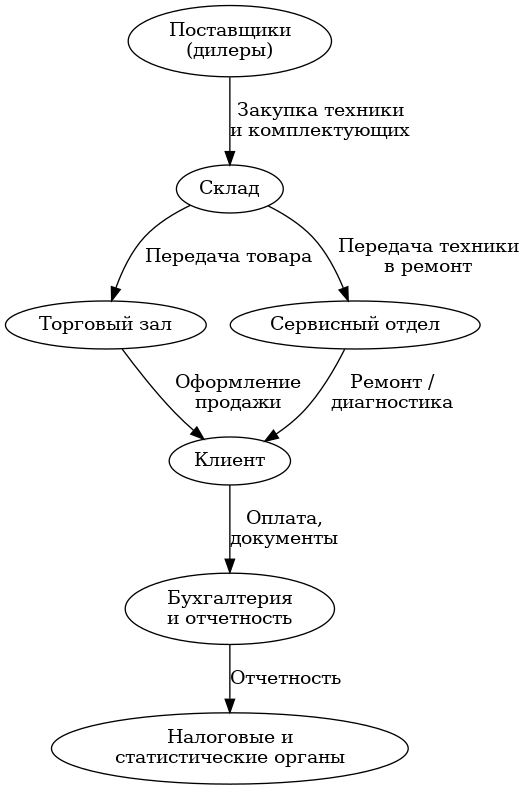 Поставщики
(дилеры)
Закупка техники
и комплектующих
Склад
Передача товара
Передача техники
в ремонт
Торговый зал
Сервисный отдел
Оформление
продажи
Ремонт /
диагностика
Клиент
Оплата,
документы
Бухгалтерия
и отчетность
Отчетность
Налоговые и
статистические органы